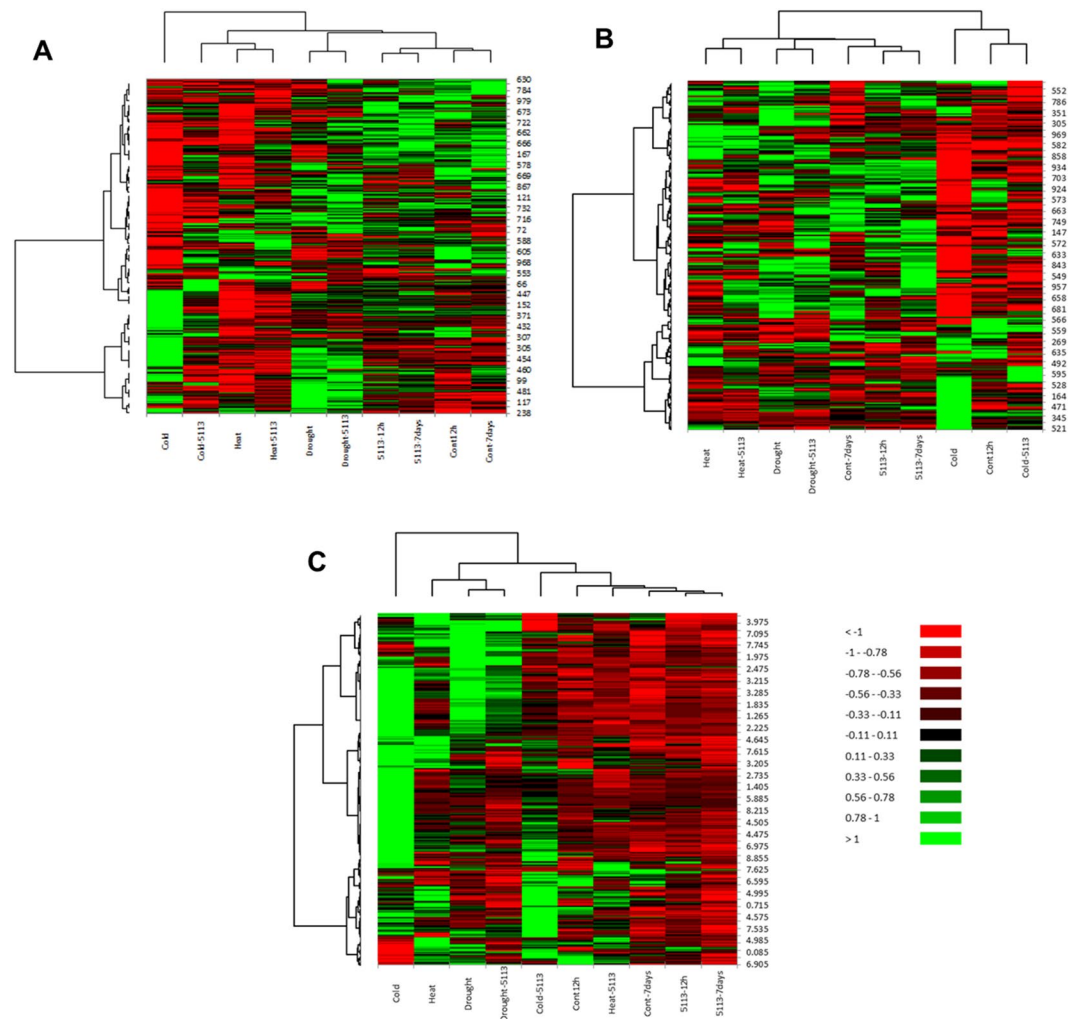 A
630
784
979
673
722
662
666
167
578
669
867
121
732
716
72
588
605
968
553
66
447
152
371
432
307
305
454
460
99
481
117
238
Cold
Cold-5113
Heat
Heat-5113
Drought
Drought-5113
5113-12h
5113-7days
Cont12h
Cont-7days
B
552
786
351
305
969
582
858
934
703
924
573
663
749
147
572
633
843
549
957
658
681
566
559
269
635
492
595
528
164
471
345
521
Heat
Heat-5113
Drought
Drought-5113
Cont-7days
5113-12h
5113-7days
Cold
Cont12h
Cold-5113
C
3.975
7.095
7.745
1.975
2.475
3.215
3.285
1.835
1.265
2.225
4.645
7.615
3.205
2.735
1.405
5.885
8.215
4.505
4.475
6.975
8.855
7.625
6.595
4.995
0.715
4.575
7.535
4.985
0.085
6.905
Cold
Heat
Drought
Drought-5113
Cold-5113
Cont12h
Heat-5113
Cont-7days
5113-12h
5113-7days
< -1
-1 - -0.78
-0.78 - -0.56
-0.56 - -0.33
-0.33 - -0.11
-0.11 - 0.11
0.11 - 0.33
0.33 - 0.56
0.56 - 0.78
0.78 - 1
> 1